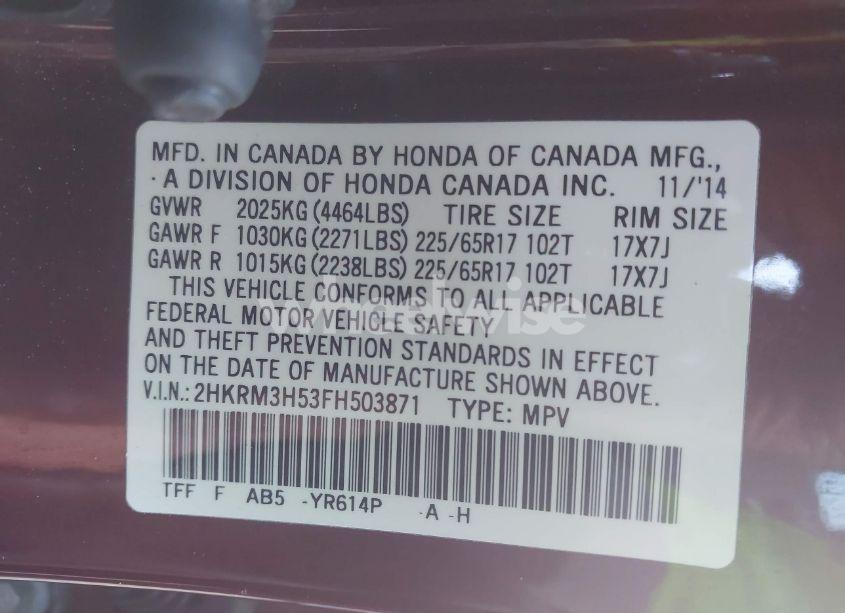 MFD. IN CANADA BY HONDA OF CANADA MFG.,
A DIVISION OF HONDA CANADA INC. 11/'14
GVWR 2025KG (4464LBS) TIRE SIZE RIM SIZE
GAWR F 1030KG (2271LBS) 225/65R17 102T 17X7J
GAWR R 1015KG (2238LBS) 225/65R17 102T 17X7J
THIS VEHICLE CONFORMS TO ALL APPLICABLE
FEDERAL MOTOR VEHICLE SAFETY
AND THEFT PREVENTION STANDARDS IN EFFECT
ON THE DATE OF MANUFACTURE SHOWN ABOVE.
V.I.N.: 2HKRM3H53FH503871 TYPE: MPV
TFF F AB5 -YR614P -A -H
wheelwise